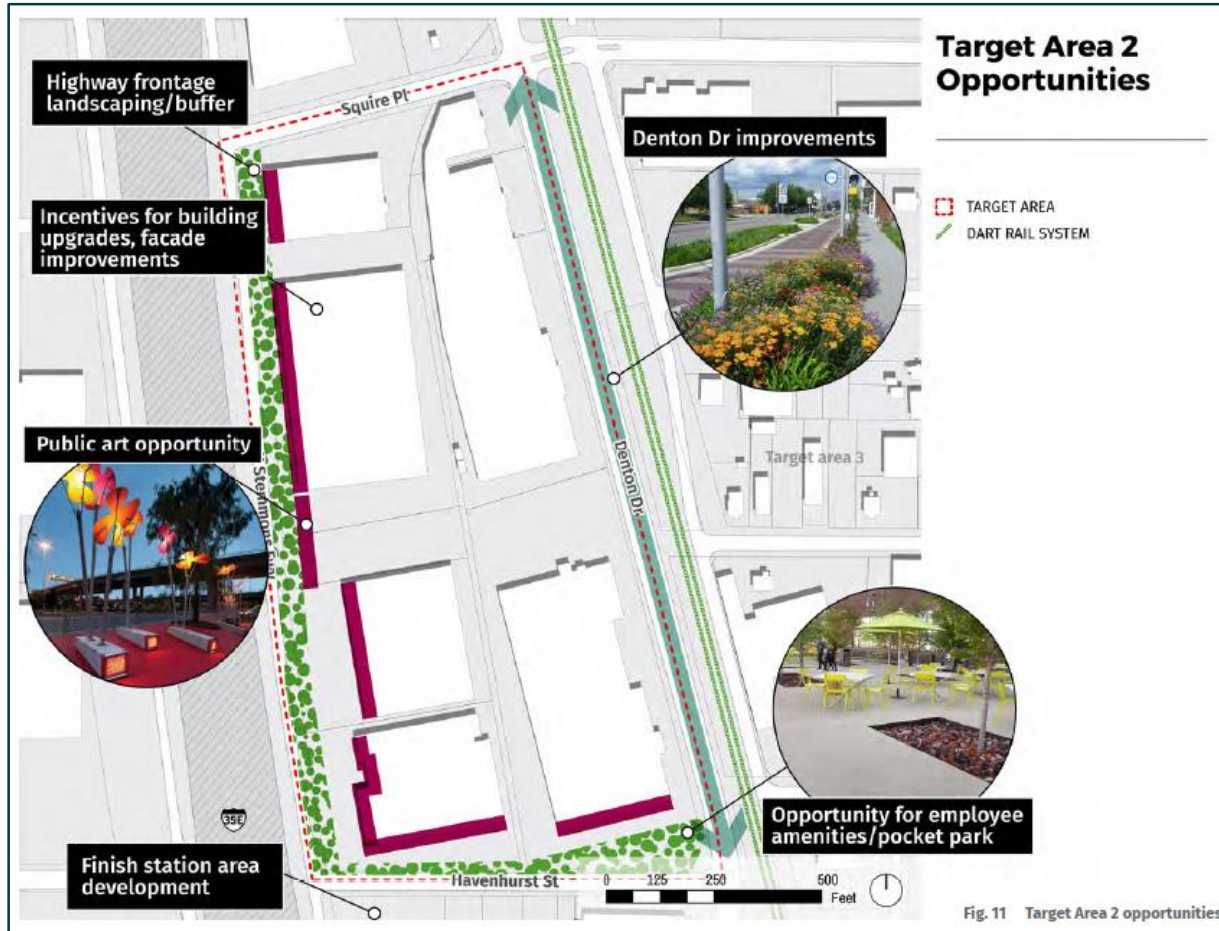 Target Area 2
Opportunities
TARGET AREA
DART RAIL SYSTEM
Highway frontage
landscaping/buffer
Squire Pl
Denton Dr improvements
Incentives for building
upgrades, facade
improvements
Public art opportunity
Stemmons Fwy
Denton Dr
Target area 3
35E
Opportunity for employee
amenities/pocket park
Finish station area
development
Havenhurst St
0 125 250 500
Feet
Fig. 11 Target Area 2 opportunities